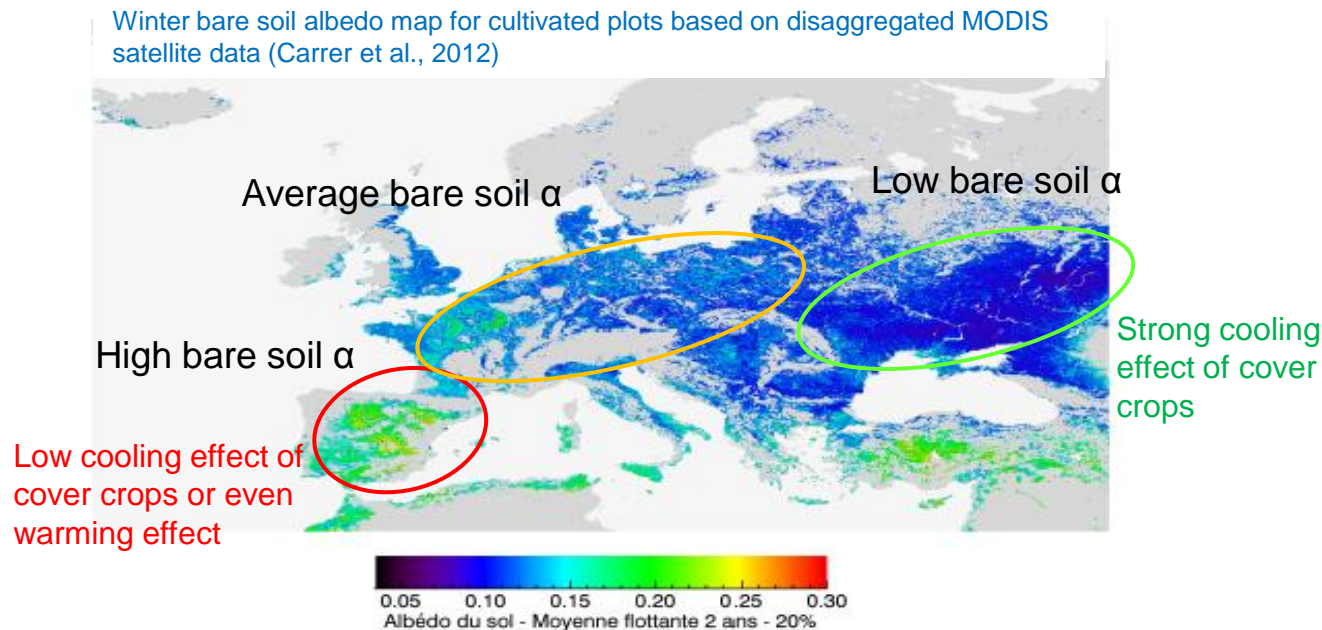 Winter bare soil albedo map for cultivated plots based on disaggregated MODIS
satellite data (Carrer et al., 2012)
Average bare soil α
Low bare soil α
High bare soil α
Strong cooling
effect of cover
crops
Low cooling effect of
cover crops or even
warming effect
0.05 0.10 0.15 0.20 0.25 0.30
Albédo du sol - Moyenne flottante 2 ans - 20%